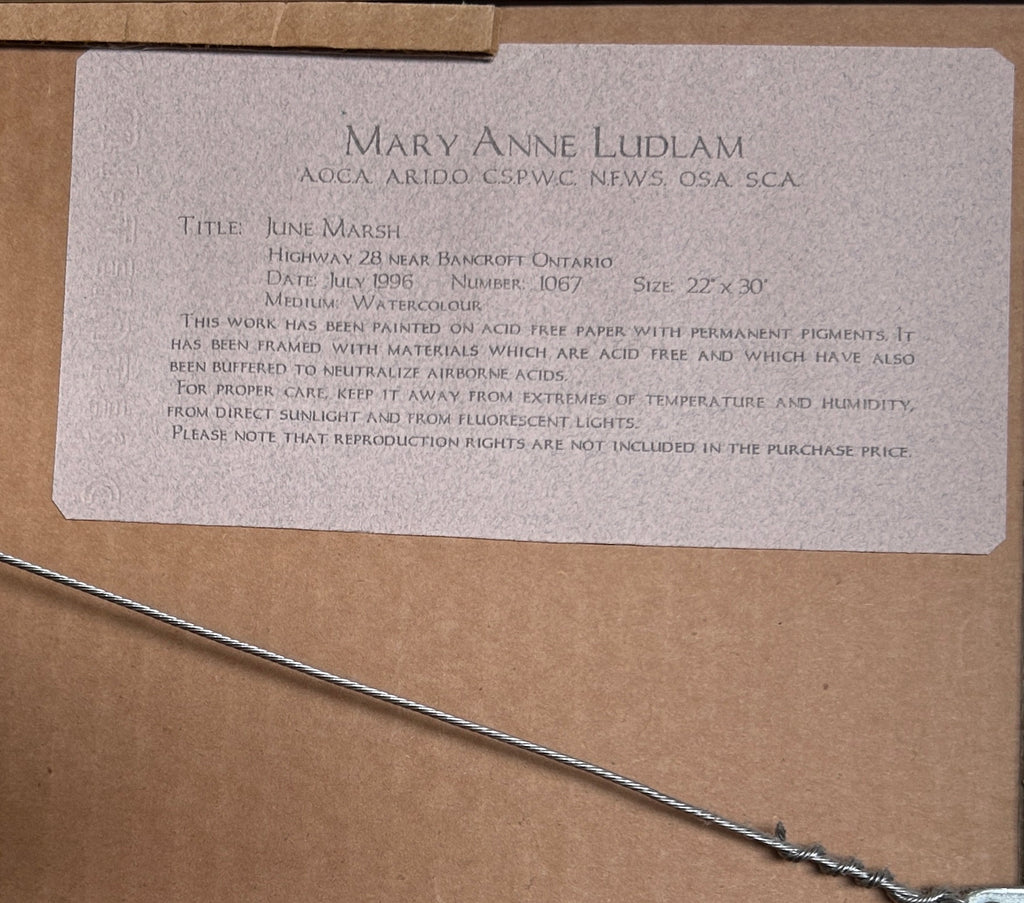 MARY ANNE LUDLAM
A.O.C.A. A.R.I.D.O. C.S.P.W.C. N.F.W.S. O.S.A. S.C.A.
TITLE: JUNE MARSH
HIGHWAY 28 NEAR BANCROFT ONTARIO
DATE: JULY 1996 NUMBER: 1067 SIZE: 22" x 30"
MEDIUM: WATERCOLOUR
THIS WORK HAS BEEN PAINTED ON ACID FREE PAPER WITH PERMANENT PIGMENTS. IT
HAS BEEN FRAMED WITH MATERIALS WHICH ARE ACID FREE AND WHICH HAVE ALSO
BEEN BUFFERED TO NEUTRALIZE AIRBORNE ACIDS.
FOR PROPER CARE, KEEP IT AWAY FROM EXTREMES OF TEMPERATURE AND HUMIDITY,
FROM DIRECT SUNLIGHT AND FROM FLUORESCENT LIGHTS.
PLEASE NOTE THAT REPRODUCTION RIGHTS ARE NOT INCLUDED IN THE PURCHASE PRICE.